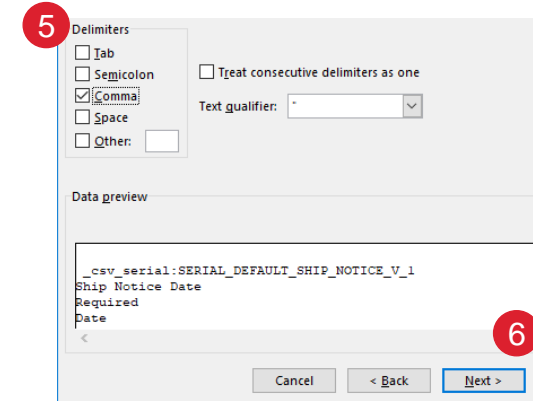 5
Delimiters
Tab
Semicolon
Treat consecutive delimiters as one
Comma
Text qualifier: "
Space
Other:
Data preview
_csv_serial:SERIAL_DEFAULT_SHIP_NOTICE_V_1
Ship Notice Date
Required
Date
<
6
Cancel
< Back
Next >